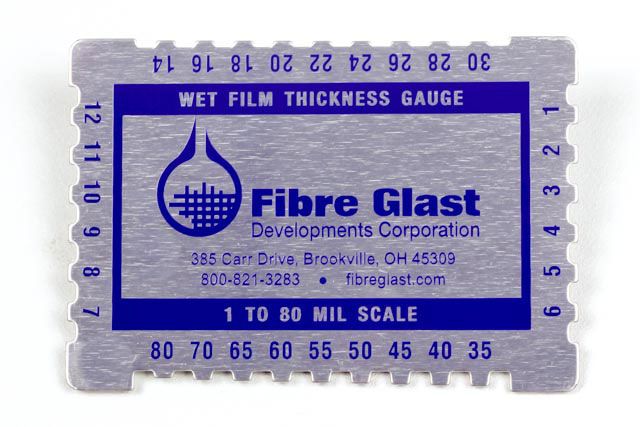 14 16 18 20 22 24 26 28 30
WET FILM THICKNESS GAUGE
12 11 10 9 8 7
1 2 3 4 5 6
Fibre Glast
Developments Corporation
385 Carr Drive, Brookville, OH 45309
800-821-3283 • fibreglast.com
1 TO 80 MIL SCALE
80 70 65 60 55 50 45 40 35